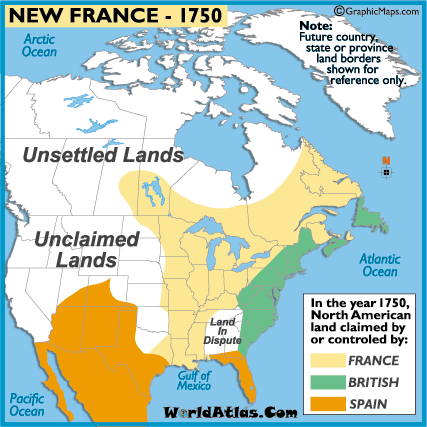 NEW FRANCE - 1750
©GraphicMaps.com
Note:
Future country,
state or province
land borders
shown for
reference only.
Arctic
Ocean
Unsettled Lands
N
Unclaimed
Lands
Atlantic
Ocean
Land
In
Dispute
In the year 1750,
North American
land claimed by
or controled by:
FRANCE
BRITISH
SPAIN
Gulf of
Mexico
Pacific
Ocean
WorldAtlas.Com